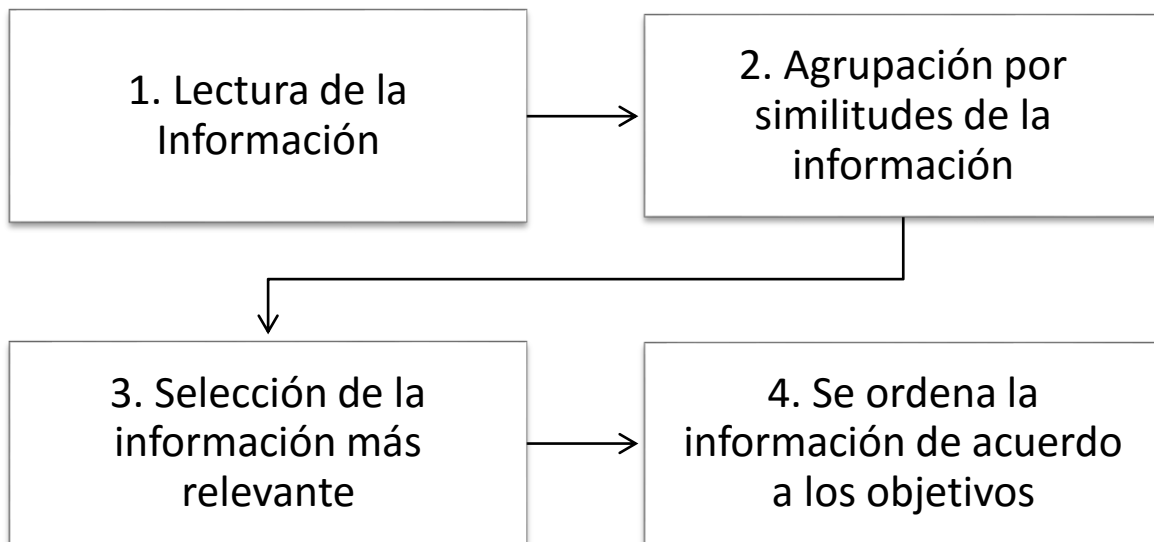 1. Lectura de la
Información
2. Agrupación por
similitudes de la
información
3. Selección de la
información más
relevante
4. Se ordena la
información de acuerdo
a los objetivos